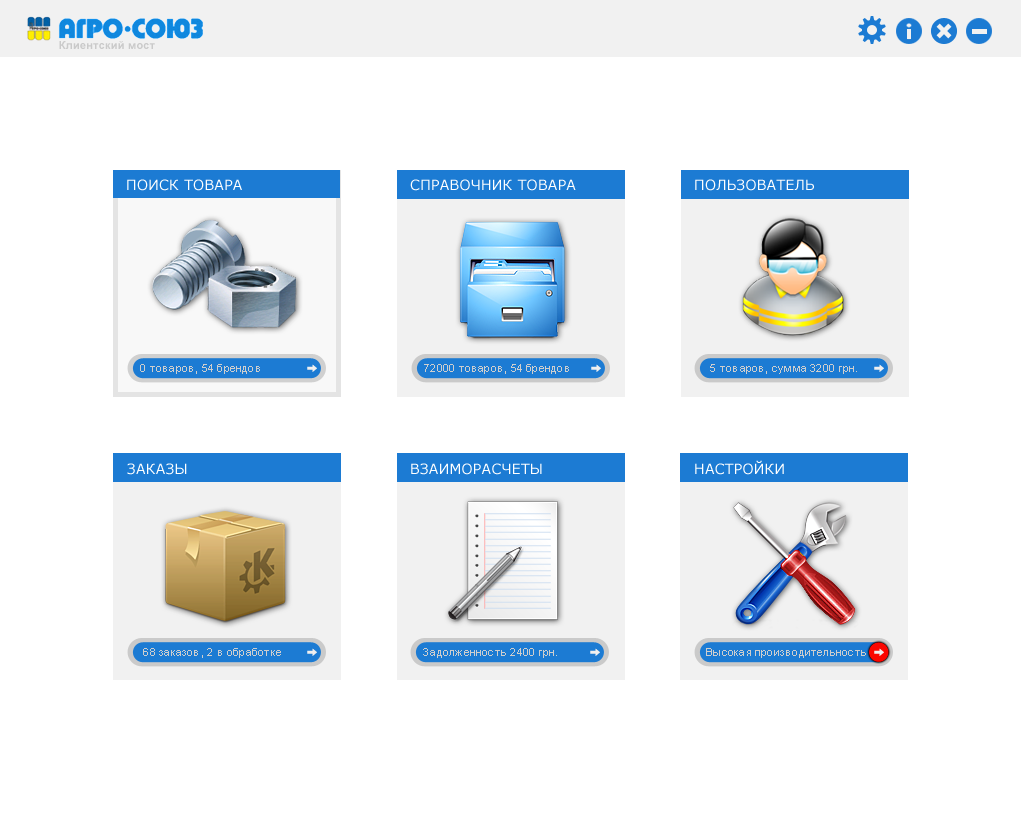 АГРО·СОЮЗ
Клиентский мост
ПОИСК ТОВАРА
0 товаров, 54 брендов
СПРАВОЧНИК ТОВАРА
72000 товаров, 54 брендов
ПОЛЬЗОВАТЕЛЬ
5 товаров, сумма 3200 грн.
ЗАКАЗЫ
68 заказов, 2 в обработке
ВЗАИМОРАСЧЕТЫ
Задолженность 2400 грн.
НАСТРОЙКИ
Высокая производительность